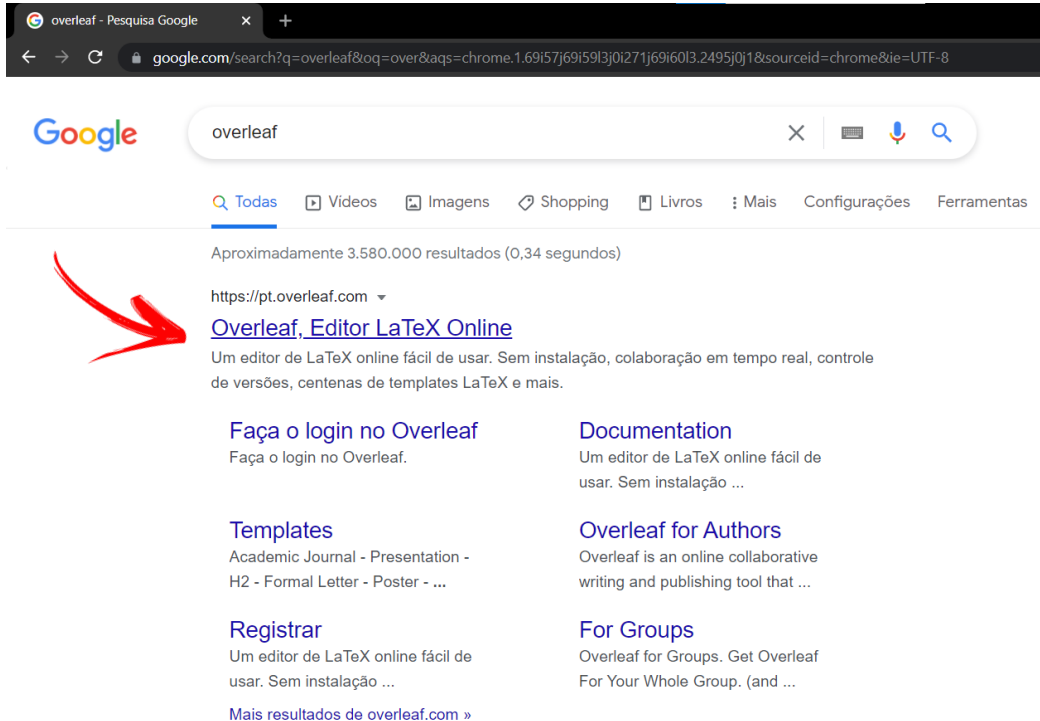 overleaf - Pesquisa Google
google.com/search?q=overleaf&oq=over&aqs=chrome.1.69i57j69i59l3j0i271j69i60l3.2495j0j1&sourceid=chrome&ie=UTF-8
Google
overleaf
Todas Vídeos Imagens Shopping Livros Mais Configurações Ferramentas
Aproximadamente 3.580.000 resultados (0,34 segundos)
https://pt.overleaf.com
Overleaf, Editor LaTeX Online
Um editor de LaTeX online fácil de usar. Sem instalação, colaboração em tempo real, controle
de versões, centenas de templates LaTeX e mais.
Faça o login no Overleaf
Faça o login no Overleaf.
Documentation
Um editor de LaTeX online fácil de
usar. Sem instalação ...
Templates
Academic Journal - Presentation -
H2 - Formal Letter - Poster - ...
Overleaf for Authors
Overleaf is an online collaborative
writing and publishing tool that ...
Registrar
Um editor de LaTeX online fácil de
usar. Sem instalação ...
For Groups
Overleaf for Groups. Get Overleaf
For Your Whole Group. (and ...
Mais resultados de overleaf.com »